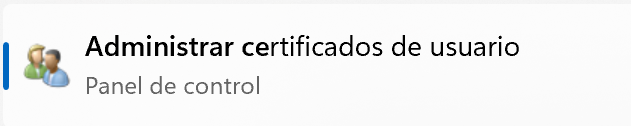 Administrar certificados de usuario
Panel de control